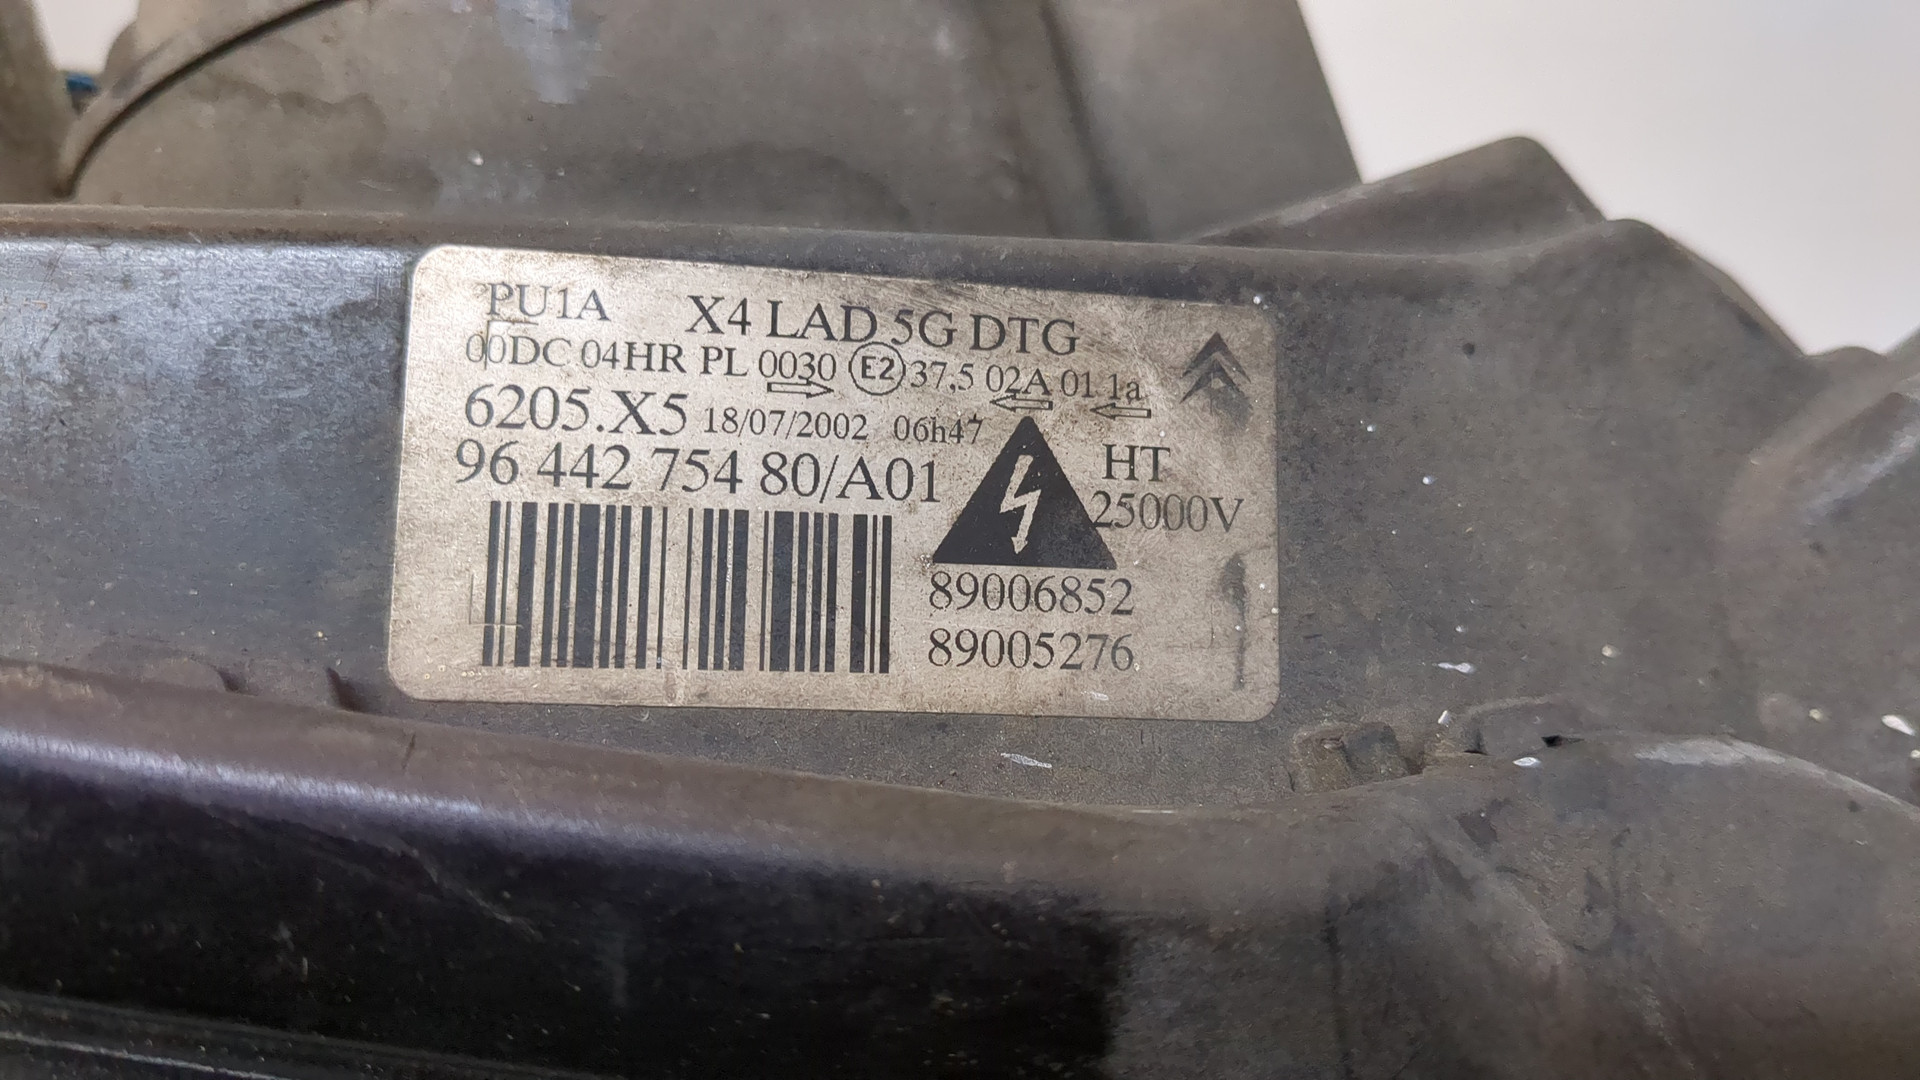 PU1A X4 LAD 5G DTG
00DC 04HR PL 0030 E2 37,5 02A 01 1a
6205.X5 18/07/2002 06h47
96 442 754 80/A01
HT
25000V
89006852
89005276